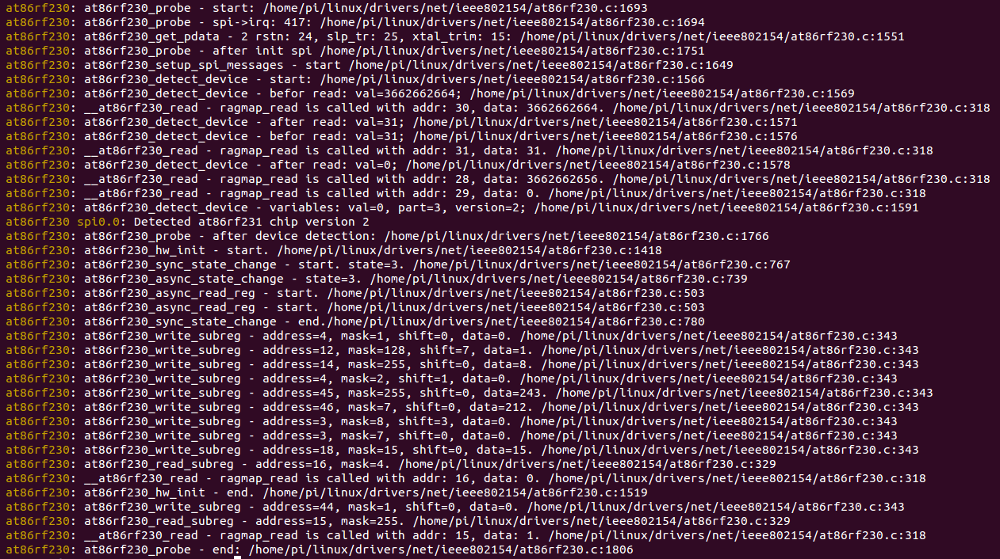 at86rf230: at86rf230_probe - start: /home/pi/linux/drivers/net/ieee802154/at86rf230.c:1693
at86rf230: at86rf230_probe - spi->irq: 417: /home/pi/linux/drivers/net/ieee802154/at86rf230.c:1694
at86rf230: at86rf230_get_pdata - 2 rstn: 24, slp_tr: 25, xtal_trim: 15: /home/pi/linux/drivers/net/ieee802154/at86rf230.c:1551
at86rf230: at86rf230_probe - after init spi /home/pi/linux/drivers/net/ieee802154/at86rf230.c:1751
at86rf230: at86rf230_setup_spi_messages - start /home/pi/linux/drivers/net/ieee802154/at86rf230.c:1649
at86rf230: at86rf230_detect_device - start: /home/pi/linux/drivers/net/ieee802154/at86rf230.c:1566
at86rf230: at86rf230_detect_device - befor read: val=3662662664; /home/pi/linux/drivers/net/ieee802154/at86rf230.c:1569
at86rf230: __at86rf230_read - ragmap_read is called with addr: 30, data: 3662662664. /home/pi/linux/drivers/net/ieee802154/at86rf230.c:318
at86rf230: at86rf230_detect_device - after read: val=31; /home/pi/linux/drivers/net/ieee802154/at86rf230.c:1571
at86rf230: at86rf230_detect_device - befor read: val=31; /home/pi/linux/drivers/net/ieee802154/at86rf230.c:1576
at86rf230: __at86rf230_read - ragmap_read is called with addr: 31, data: 31. /home/pi/linux/drivers/net/ieee802154/at86rf230.c:318
at86rf230: at86rf230_detect_device - after read: val=0; /home/pi/linux/drivers/net/ieee802154/at86rf230.c:1578
at86rf230: __at86rf230_read - ragmap_read is called with addr: 28, data: 3662662656. /home/pi/linux/drivers/net/ieee802154/at86rf230.c:318
at86rf230: __at86rf230_read - ragmap_read is called with addr: 29, data: 0. /home/pi/linux/drivers/net/ieee802154/at86rf230.c:318
at86rf230: at86rf230_detect_device - variables: val=0, part=3, version=2; /home/pi/linux/drivers/net/ieee802154/at86rf230.c:1591
at86rf230 spi0.0: Detected at86rf231 chip version 2
at86rf230: at86rf230_probe - after device detection: /home/pi/linux/drivers/net/ieee802154/at86rf230.c:1766
at86rf230: at86rf230_hw_init - start. /home/pi/linux/drivers/net/ieee802154/at86rf230.c:1418
at86rf230: at86rf230_sync_state_change - start. state=3. /home/pi/linux/drivers/net/ieee802154/at86rf230.c:767
at86rf230: at86rf230_async_state_change - state=3. /home/pi/linux/drivers/net/ieee802154/at86rf230.c:739
at86rf230: at86rf230_async_read_reg - start. /home/pi/linux/drivers/net/ieee802154/at86rf230.c:503
at86rf230: at86rf230_async_read_reg - start. /home/pi/linux/drivers/net/ieee802154/at86rf230.c:503
at86rf230: at86rf230_sync_state_change - end./home/pi/linux/drivers/net/ieee802154/at86rf230.c:780
at86rf230: at86rf230_write_subreg - address=4, mask=1, shift=0, data=0. /home/pi/linux/drivers/net/ieee802154/at86rf230.c:343
at86rf230: at86rf230_write_subreg - address=12, mask=128, shift=7, data=1. /home/pi/linux/drivers/net/ieee802154/at86rf230.c:343
at86rf230: at86rf230_write_subreg - address=14, mask=255, shift=0, data=8. /home/pi/linux/drivers/net/ieee802154/at86rf230.c:343
at86rf230: at86rf230_write_subreg - address=4, mask=2, shift=1, data=0. /home/pi/linux/drivers/net/ieee802154/at86rf230.c:343
at86rf230: at86rf230_write_subreg - address=45, mask=255, shift=0, data=243. /home/pi/linux/drivers/net/ieee802154/at86rf230.c:343
at86rf230: at86rf230_write_subreg - address=46, mask=7, shift=0, data=212. /home/pi/linux/drivers/net/ieee802154/at86rf230.c:343
at86rf230: at86rf230_write_subreg - address=3, mask=8, shift=3, data=0. /home/pi/linux/drivers/net/ieee802154/at86rf230.c:343
at86rf230: at86rf230_write_subreg - address=3, mask=7, shift=0, data=0. /home/pi/linux/drivers/net/ieee802154/at86rf230.c:343
at86rf230: at86rf230_write_subreg - address=18, mask=15, shift=0, data=15. /home/pi/linux/drivers/net/ieee802154/at86rf230.c:343
at86rf230: at86rf230_read_subreg - address=16, mask=4. /home/pi/linux/drivers/net/ieee802154/at86rf230.c:329
at86rf230: __at86rf230_read - ragmap_read is called with addr: 16, data: 0. /home/pi/linux/drivers/net/ieee802154/at86rf230.c:318
at86rf230: at86rf230_hw_init - end. /home/pi/linux/drivers/net/ieee802154/at86rf230.c:1519
at86rf230: at86rf230_write_subreg - address=44, mask=1, shift=0, data=0. /home/pi/linux/drivers/net/ieee802154/at86rf230.c:343
at86rf230: at86rf230_read_subreg - address=15, mask=255. /home/pi/linux/drivers/net/ieee802154/at86rf230.c:329
at86rf230: __at86rf230_read - ragmap_read is called with addr: 15, data: 1. /home/pi/linux/drivers/net/ieee802154/at86rf230.c:318
at86rf230: at86rf230_probe - end: /home/pi/linux/drivers/net/ieee802154/at86rf230.c:1806